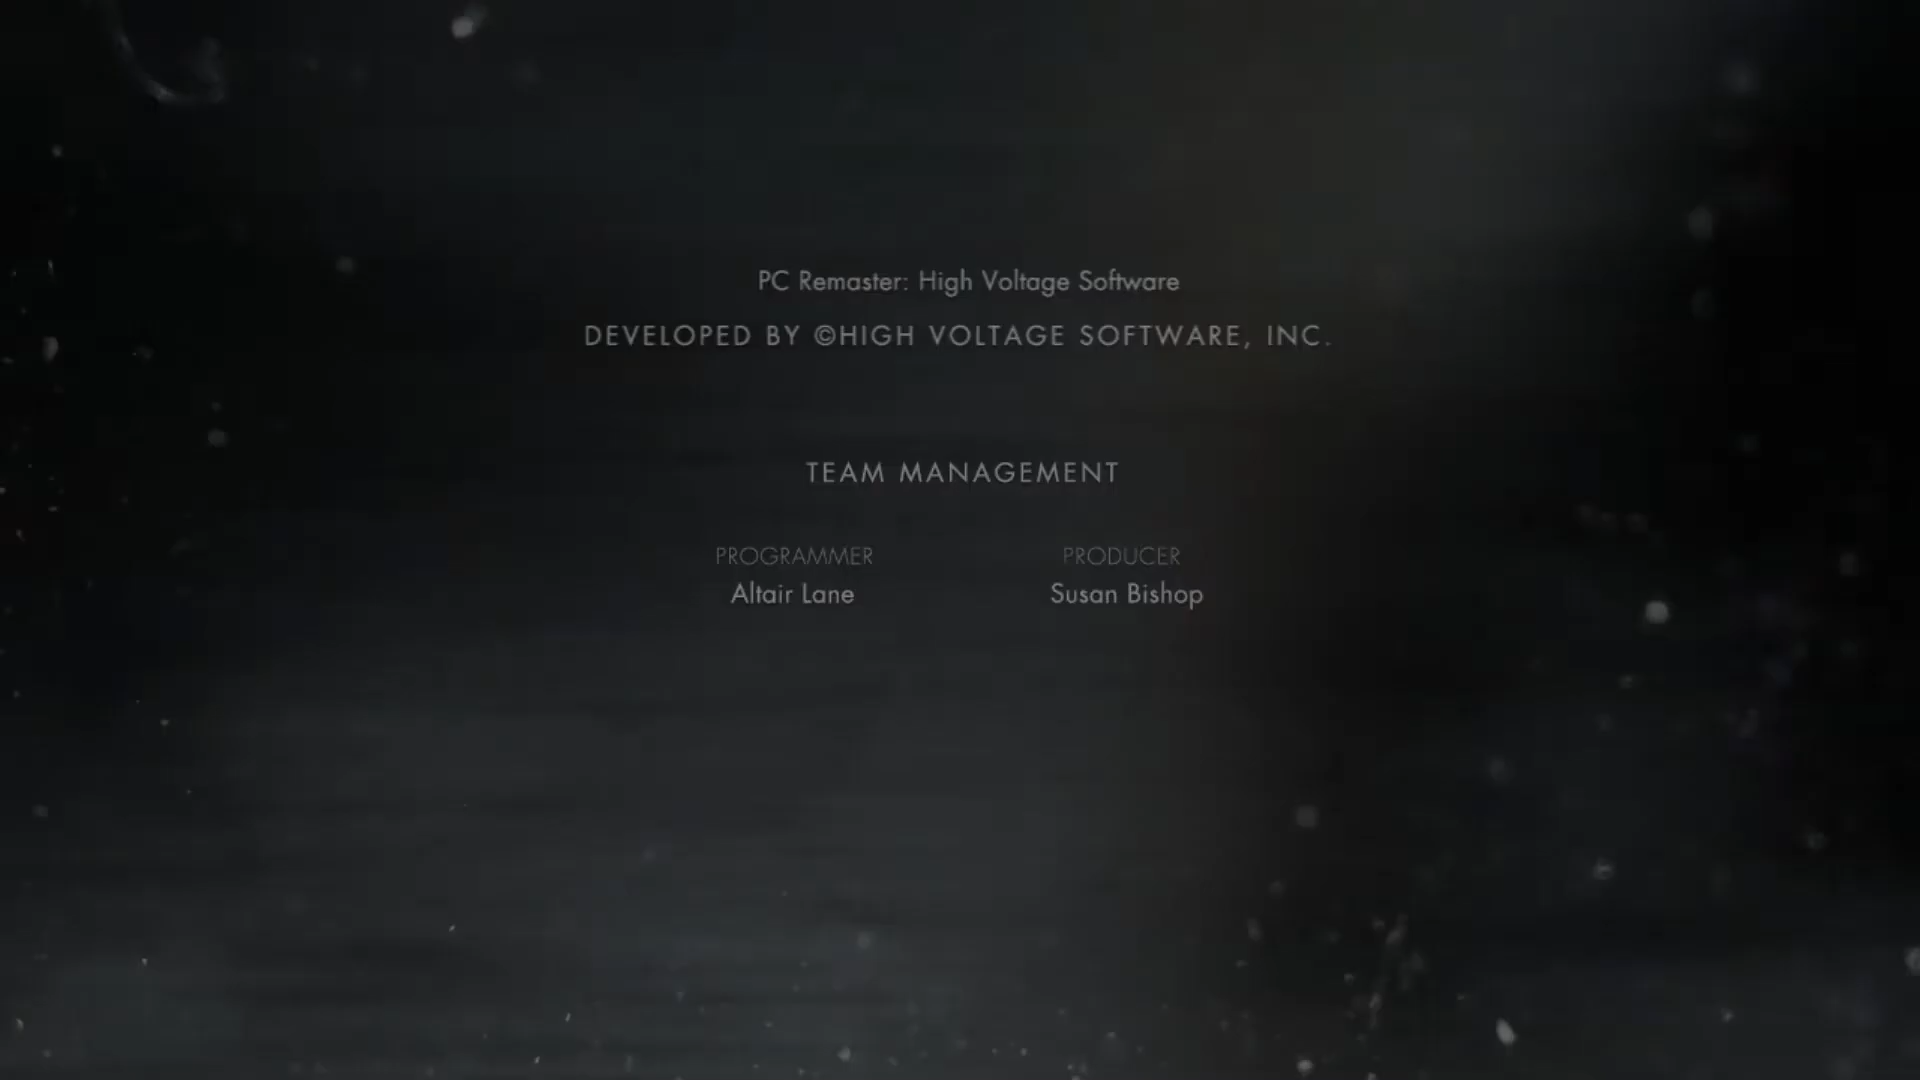 PC Remaster: High Voltage Software
DEVELOPED BY ©HIGH VOLTAGE SOFTWARE, INC.
TEAM MANAGEMENT
PROGRAMMER PRODUCER
Altair Lane Susan Bishop